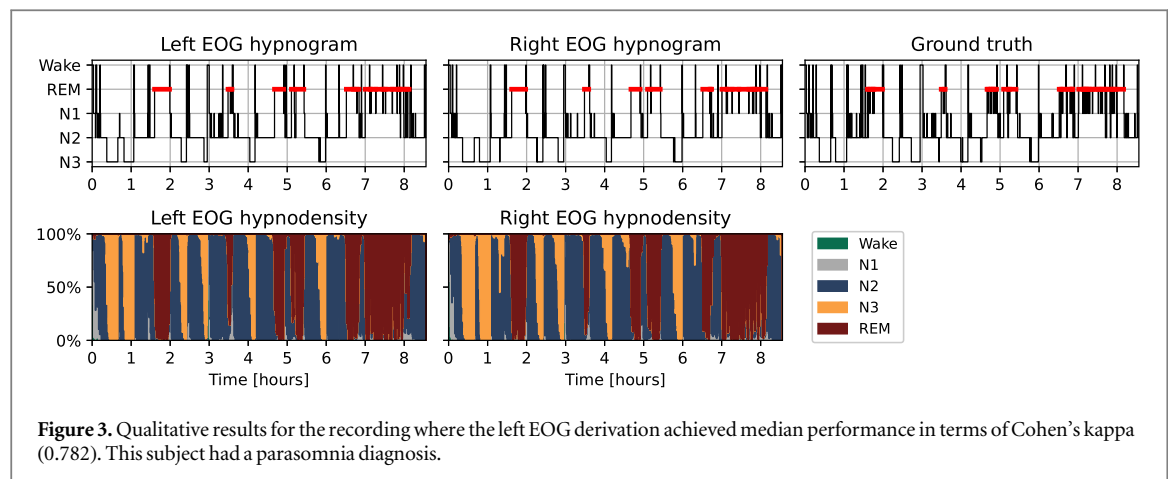 Left EOG hypnogram
Right EOG hypnogram
Ground truth
Wake
REM
N1
N2
N3
0 1 2 3 4 5 6 7 8
0 1 2 3 4 5 6 7 8
0 1 2 3 4 5 6 7 8
Left EOG hypnodensity
Right EOG hypnodensity
100%
50%
0%
0 1 2 3 4 5 6 7 8
0 1 2 3 4 5 6 7 8
Time [hours]
Time [hours]
Wake
N1
N2
N3
REM
Figure 3. Qualitative results for the recording where the left EOG derivation achieved median performance in terms of Cohen's kappa
(0.782). This subject had a parasomnia diagnosis.